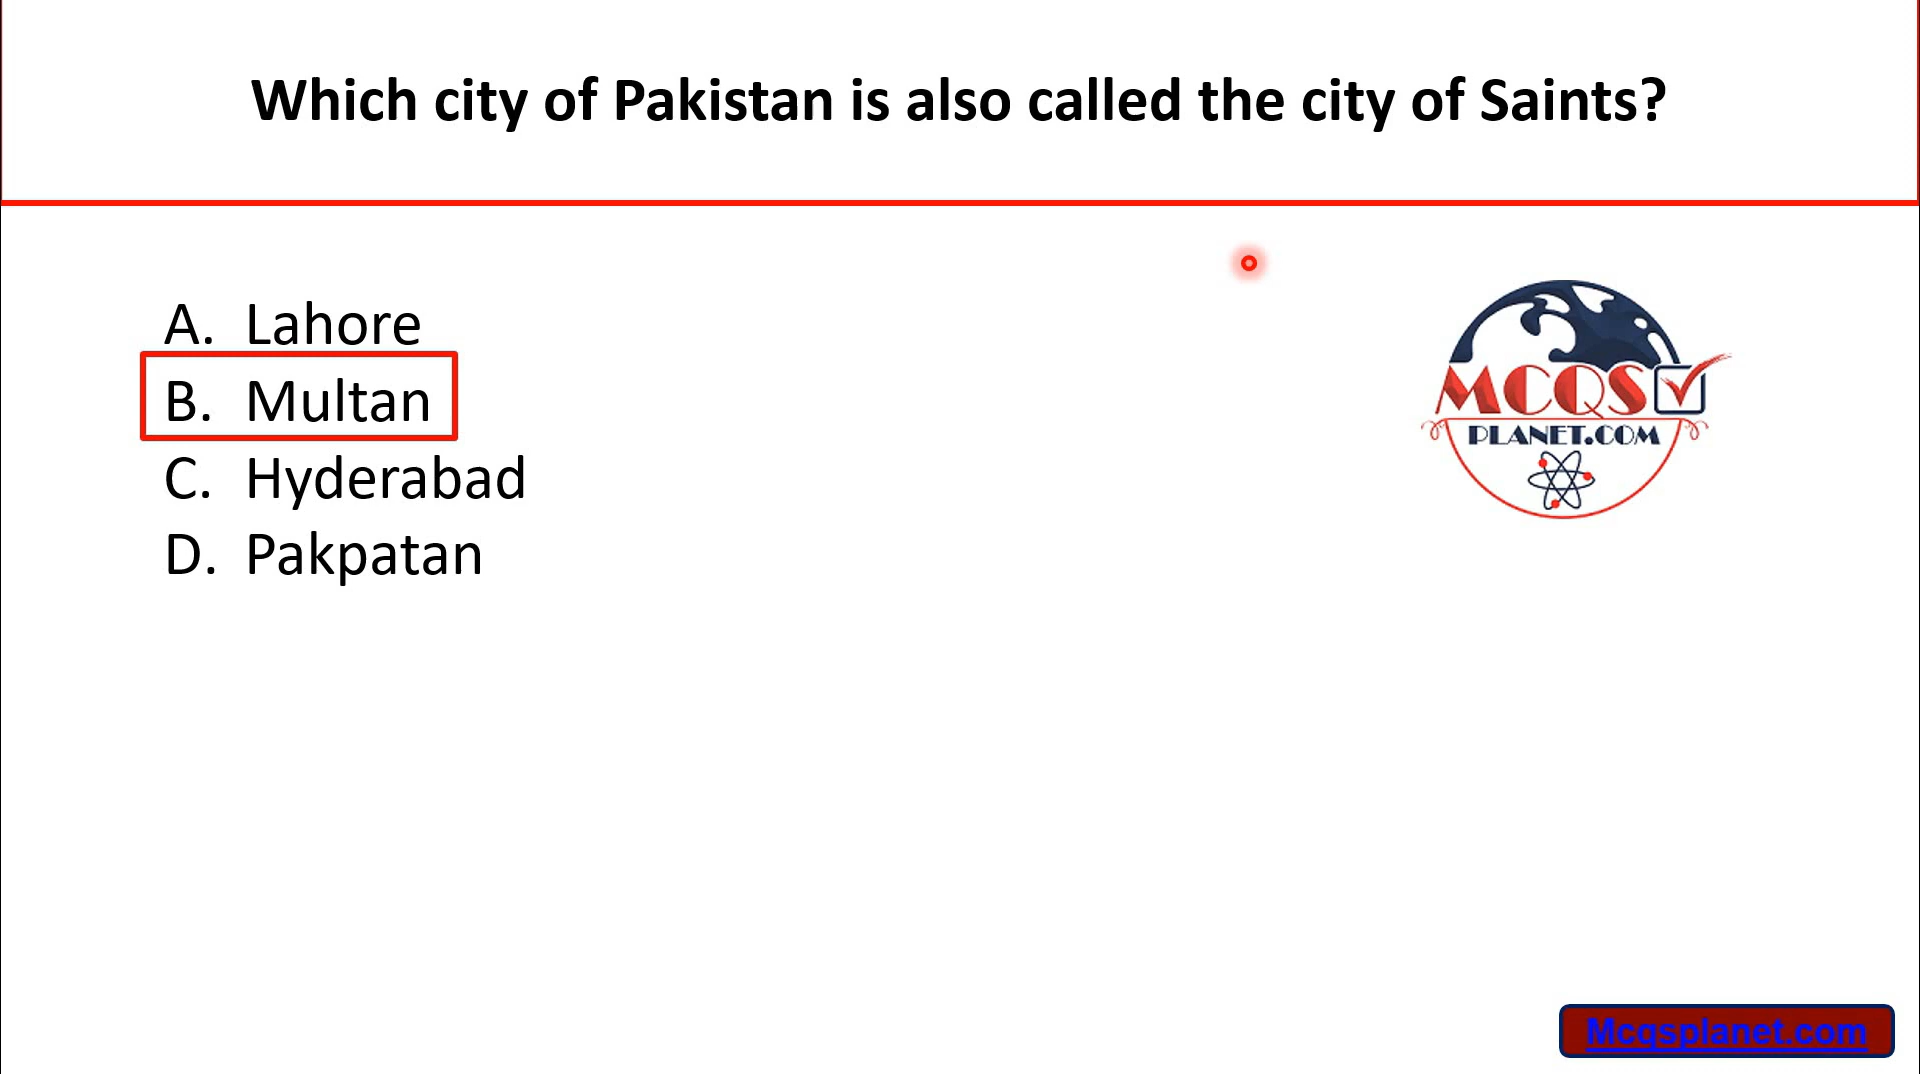 Which city of Pakistan is also called the city of Saints?
A. Lahore
B. Multan
C. Hyderabad
D. Pakpatan
MCQS
PLANET.COM
Mcqsplanet.com